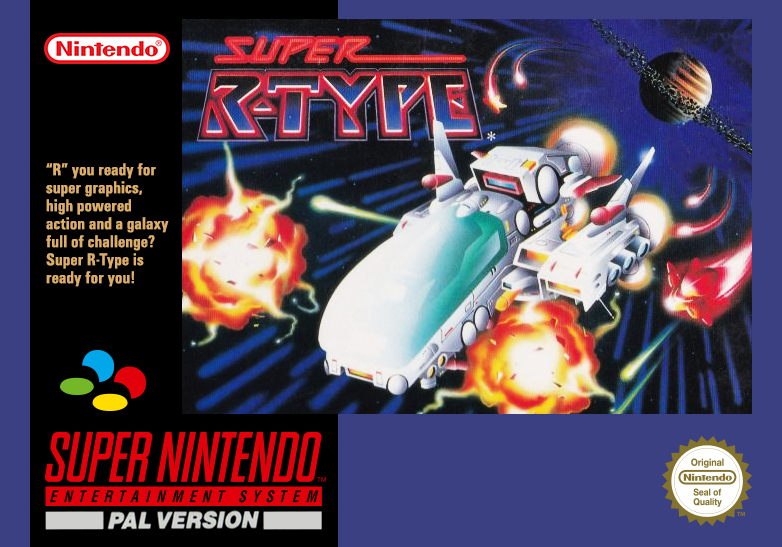 Nintendo®
SUPER
R-TYPE
*
“R” you ready for
super graphics,
high powered
action and a galaxy
full of challenge?
Super R-Type is
ready for you!
SUPER NINTENDO™
ENTERTAINMENT SYSTEM
PAL VERSION
Original
Nintendo
Seal of
Quality
TM